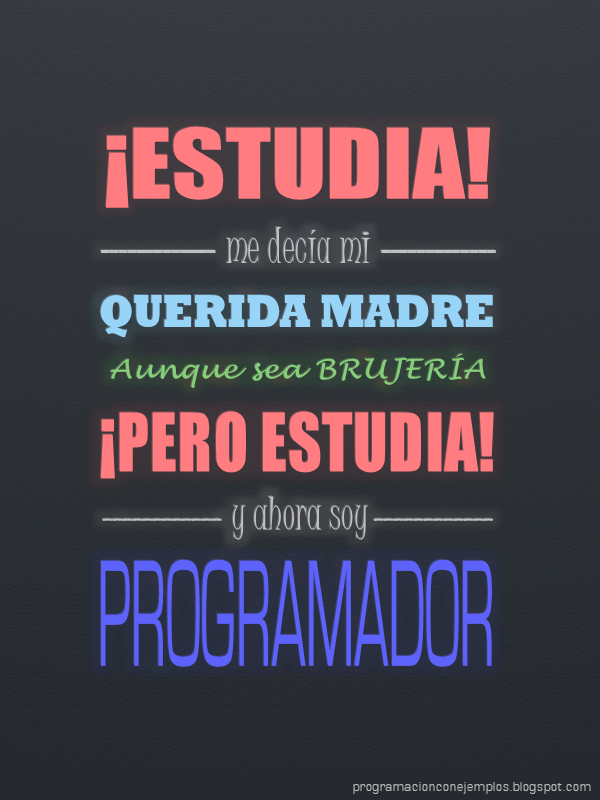 ¡ESTUDIA!
me decía mi
QUERIDA MADRE
Aunque sea BRUJERÍA
¡PERO ESTUDIA!
y ahora soy
PROGRAMADOR
programacionconejemplos.blogspot.com